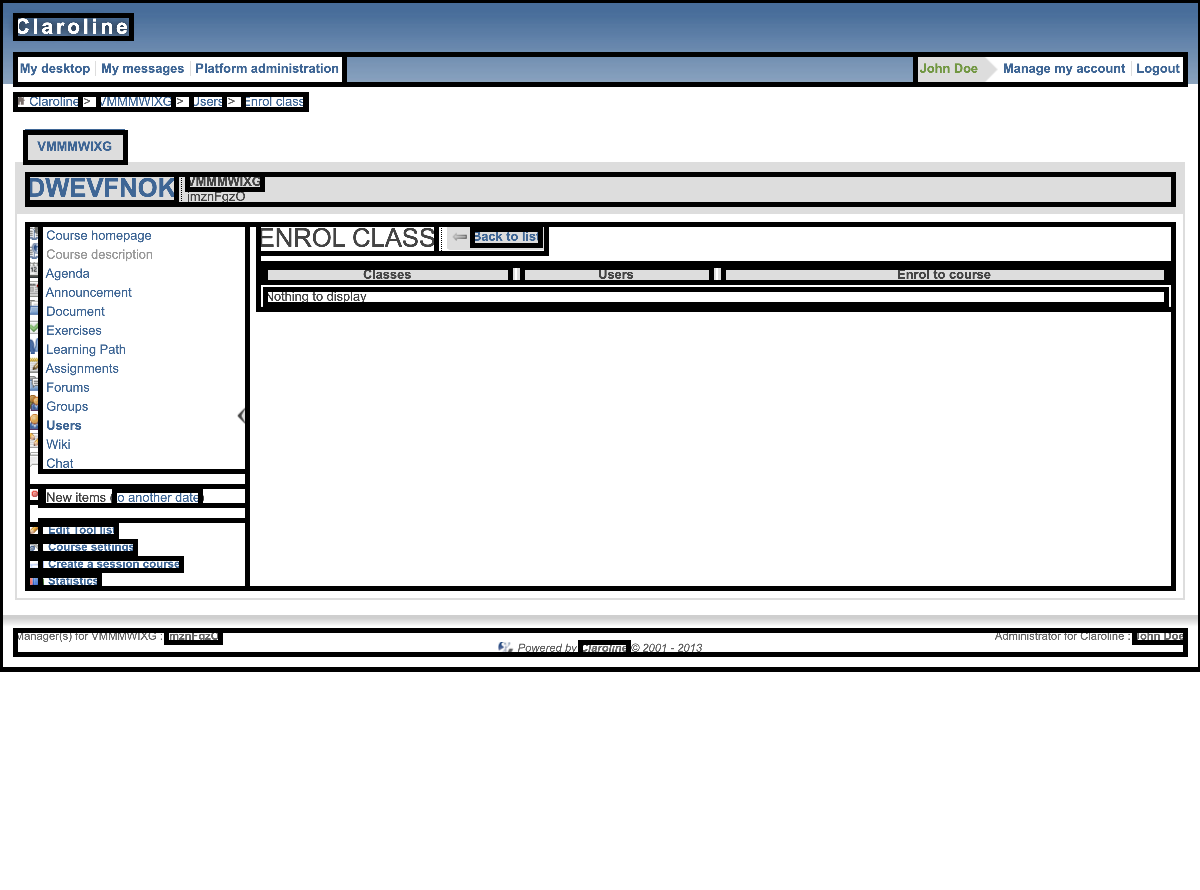 Claroline
My desktop My messages Platform administration John Doe Manage my account Logout
Claroline > VMMMWIXG > Users > Enrol class
VMMMWIXG
DWEVFNOK VMMMWIXG
jmznFgzO
Course homepage
Course description
Agenda
Announcement
Document
Exercises
Learning Path
Assignments
Forums
Groups
Users
Wiki
Chat
New items (to another date)
Edit Tool list
Course settings
Create a session course
Statistics
ENROL CLASS Back to list
Classes Users Enrol to course
Nothing to display
Manager(s) for VMMMWIXG : jmznFgzO
Administrator for Claroline : John Doe
Powered by Claroline © 2001 - 2013